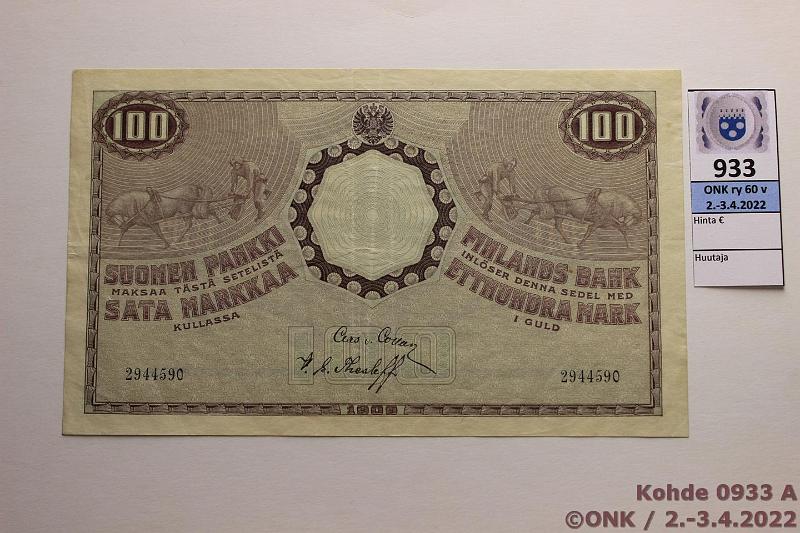 100
100
SUOMEN PANKKI
MAKSAA TÄSTÄ SETELISTÄ
SATA MARKKAA
KULLASSA
FINLANDS BANK
INLÖSER DENNA SEDEL MED
ETTHUNDRA MARK
I GULD
100
2944590
2944590
1909
933
ONK ry 60 v
2.-3.4.2022
Hinta €
Huutaja
Kohde 0933 A
©ONK / 2.-3.4.2022